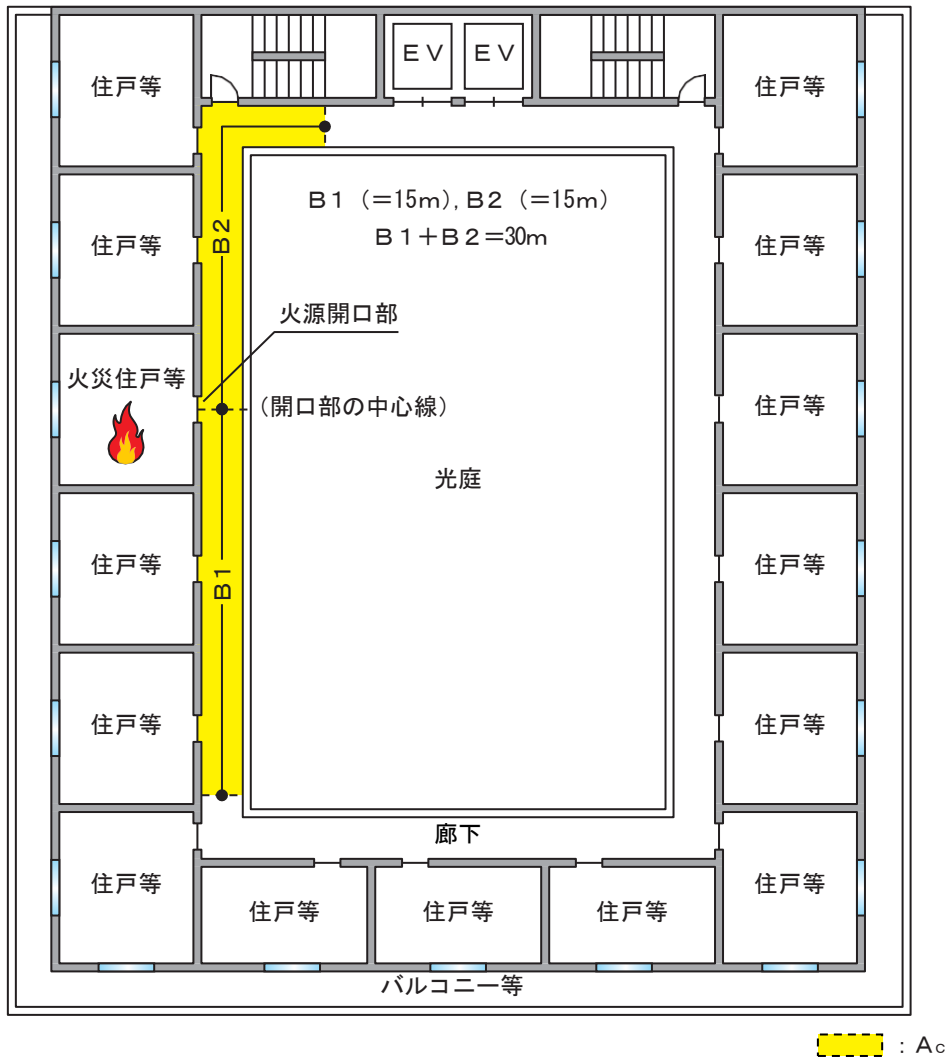 EV
EV
住戸等
住戸等
B1(=15m),B2(=15m)
B1+B2=30m
住戸等
B2
住戸等
火源開口部
火災住戸等
(開口部の中心線)
住戸等
光庭
住戸等
B1
住戸等
住戸等
住戸等
廊下
住戸等
住戸等
住戸等
住戸等
住戸等
バルコニー等
:Ac